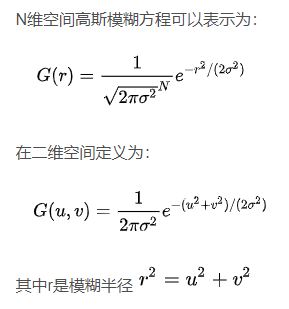 N维空间高斯模糊方程可以表示为：
G(r) = \frac{1}{\sqrt{2\pi\sigma^2}^N} e^{-r^2/(2\sigma^2)}
在二维空间定义为：
G(u, v) = \frac{1}{2\pi\sigma^2} e^{-(u^2+v^2)/(2\sigma^2)}
其中r是模糊半径 r^2 = u^2 + v^2